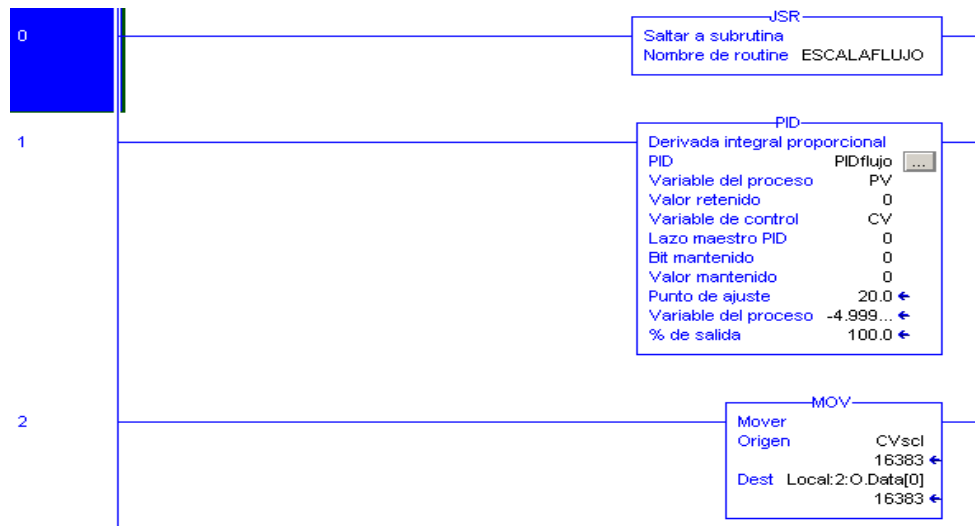 0
JSR
Saltar a subrutina
Nombre de routine ESCALAFLUJO
1
PID
Derivada integral proporcional
PID PIDflujo ...
Variable del proceso PV
Valor retenido 0
Variable de control CV
Lazo maestro PID 0
Bit mantenido 0
Valor mantenido 0
Punto de ajuste 20.0
Variable del proceso -4.999...
% de salida 100.0
2
MOV
Mover
Origen CVscl
16383
Dest Local:2:O.Data[0]
16383